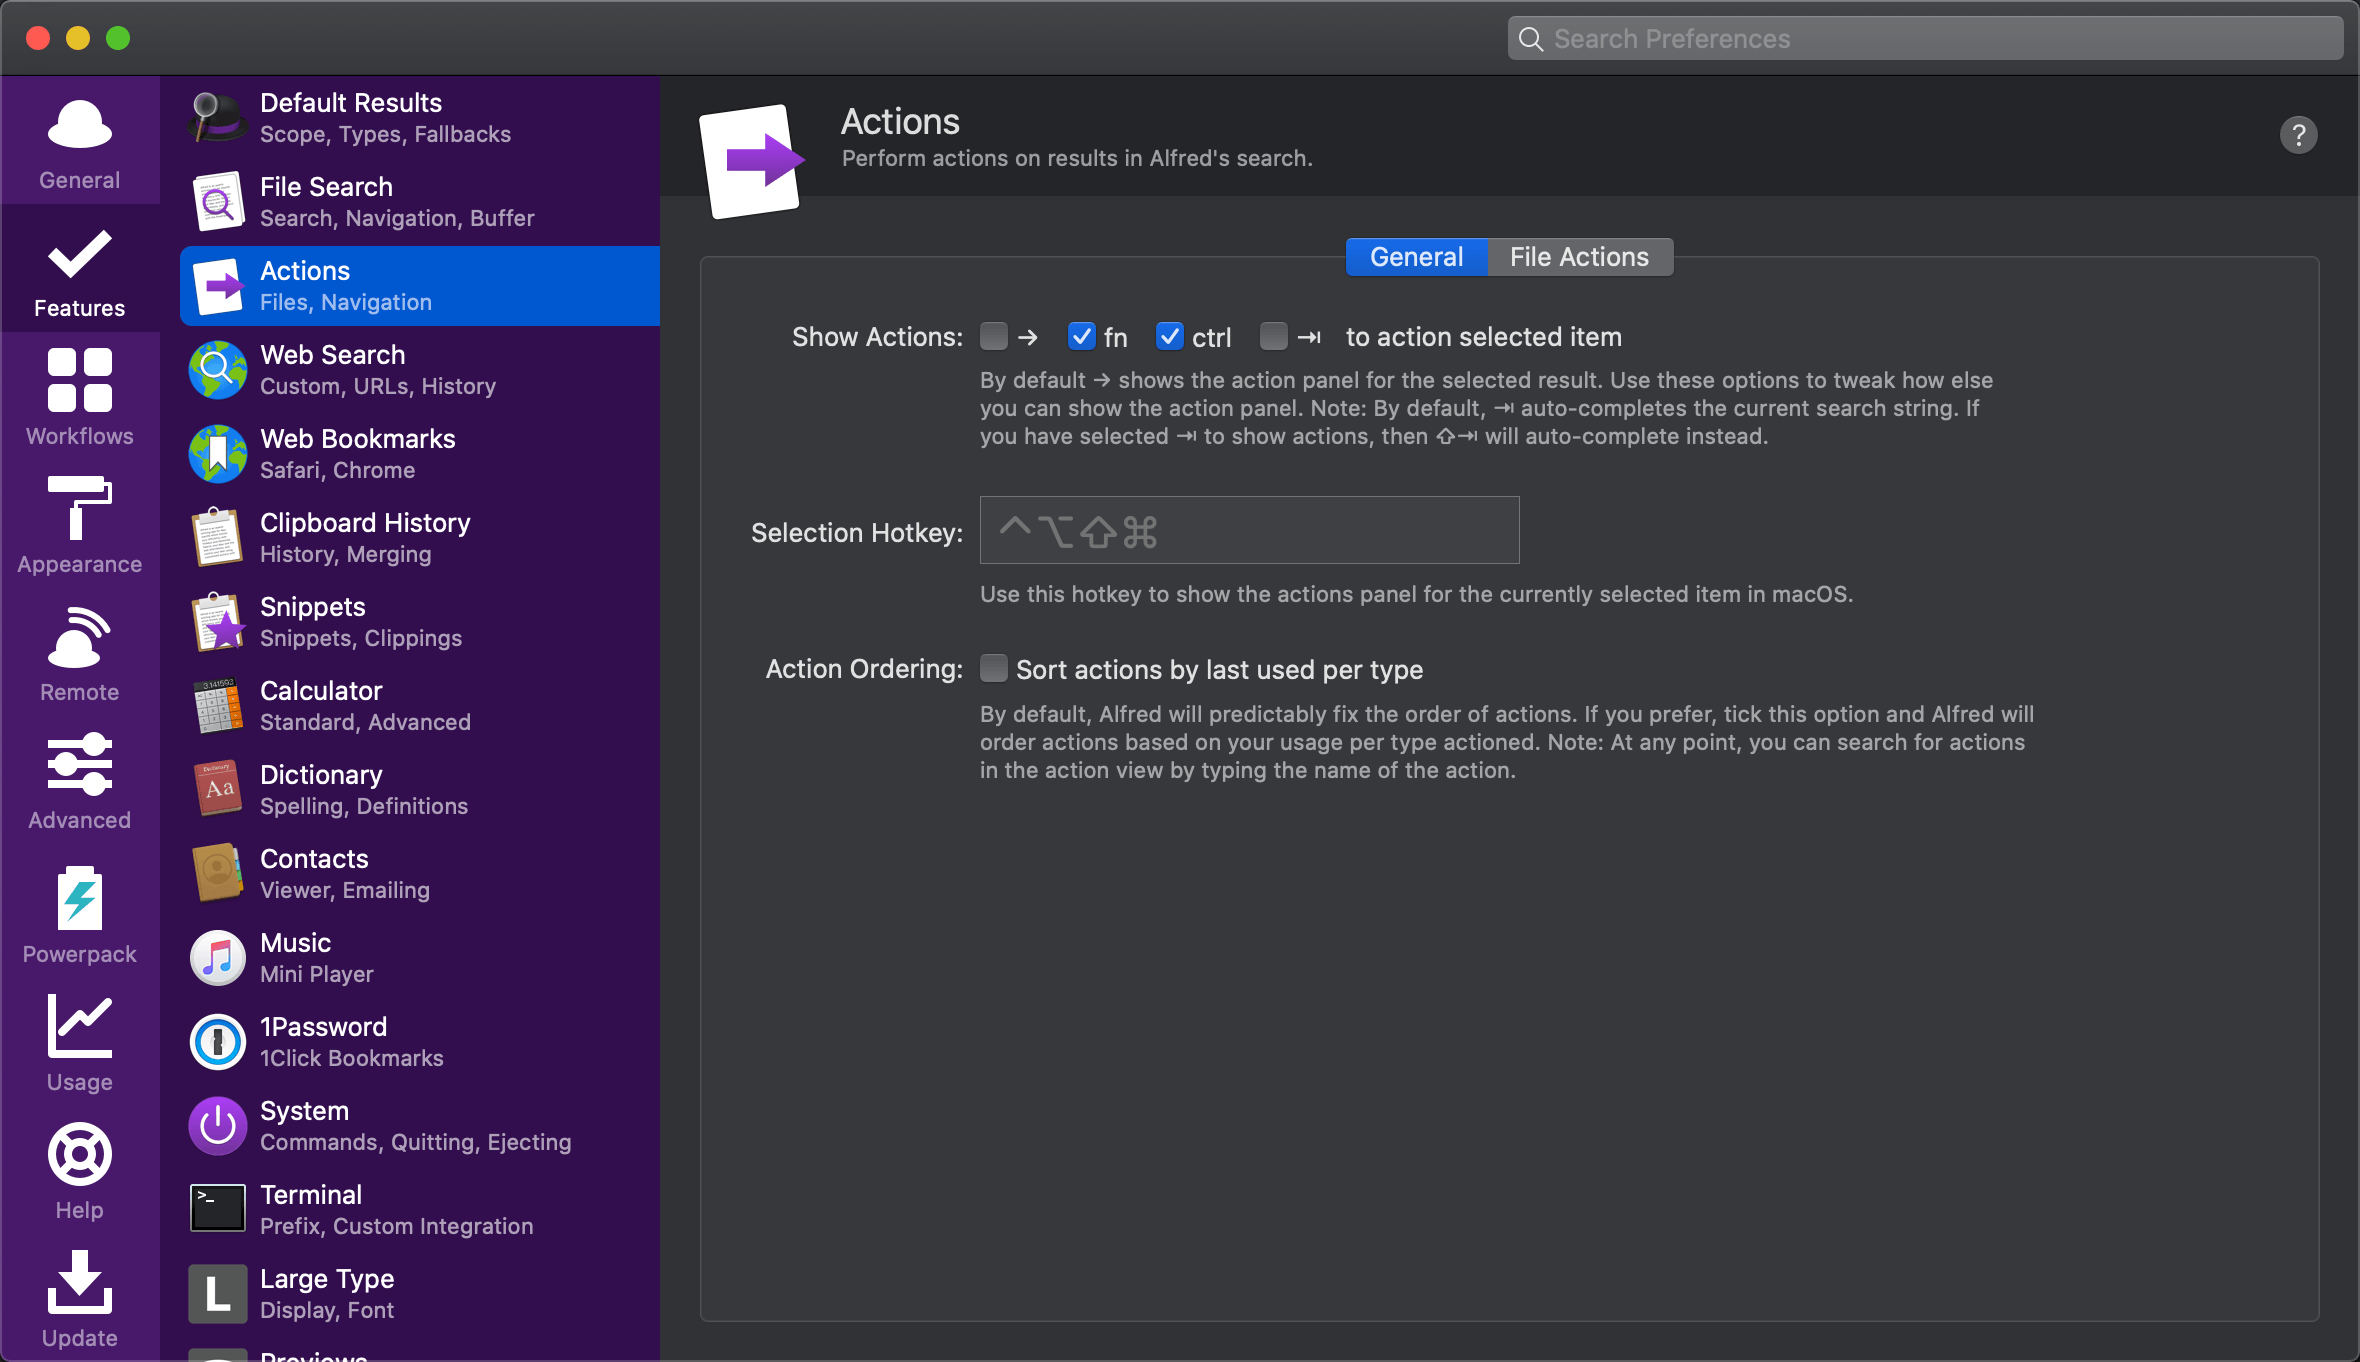 Search Preferences
General
Features
Workflows
Appearance
Remote
Advanced
Powerpack
Usage
Help
Update
Default Results
Scope, Types, Fallbacks
File Search
Search, Navigation, Buffer
Actions
Files, Navigation
Web Search
Custom, URLs, History
Web Bookmarks
Safari, Chrome
Clipboard History
History, Merging
Snippets
Snippets, Clippings
3.141593
Calculator
Standard, Advanced
Dictionary
Aa
Dictionary
Spelling, Definitions
Contacts
Viewer, Emailing
Music
Mini Player
1Password
1Click Bookmarks
System
Commands, Quitting, Ejecting
>_
Terminal
Prefix, Custom Integration
L
Large Type
Display, Font
Previews
Actions
Perform actions on results in Alfred's search.
?
General File Actions
Show Actions: → fn ctrl ⇥ to action selected item
By default → shows the action panel for the selected result. Use these options to tweak how else
you can show the action panel. Note: By default, ⇥ auto-completes the current search string. If
you have selected ⇥ to show actions, then ⇧⇥ will auto-complete instead.
Selection Hotkey: ^⌥⇧⌘
Use this hotkey to show the actions panel for the currently selected item in macOS.
Action Ordering: Sort actions by last used per type
By default, Alfred will predictably fix the order of actions. If you prefer, tick this option and Alfred will
order actions based on your usage per type actioned. Note: At any point, you can search for actions
in the action view by typing the name of the action.